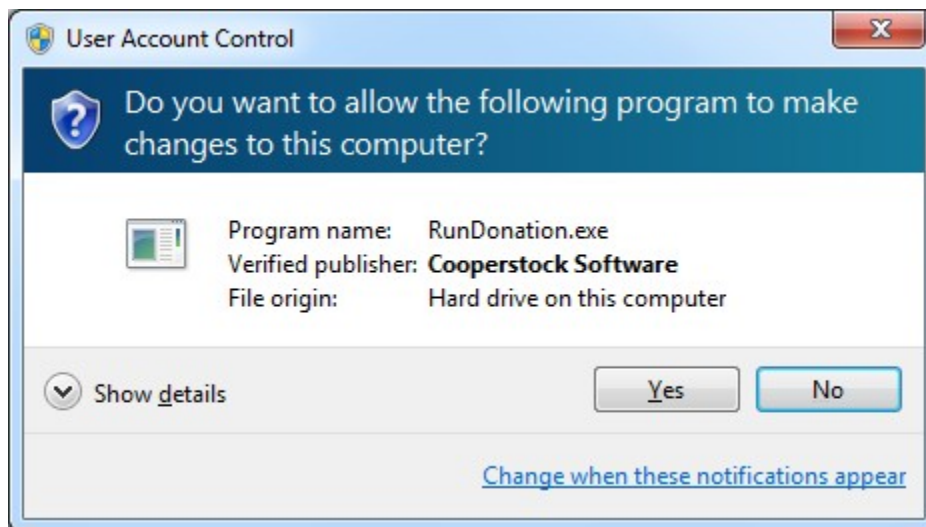 User Account Control
Do you want to allow the following program to make
changes to this computer?
Program name: RunDonation.exe
Verified publisher: Cooperstock Software
File origin: Hard drive on this computer
Show details
Yes
No
Change when these notifications appear